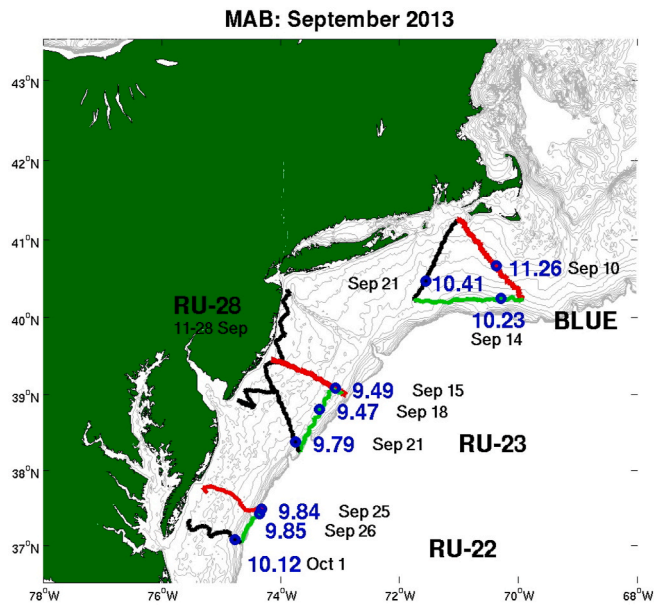 MAB: September 2013
43°N
42°N
41°N
40°N
39°N
38°N
37°N
11.26 Sep 10
Sep 21 10.41
10.23
Sep 14
BLUE
RU-28
11-28 Sep
9.49 Sep 15
9.47 Sep 18
9.79 Sep 21
RU-23
9.84 Sep 25
9.85 Sep 26
10.12 Oct 1
RU-22
78°W 76°W 74°W 72°W 70°W 68°W